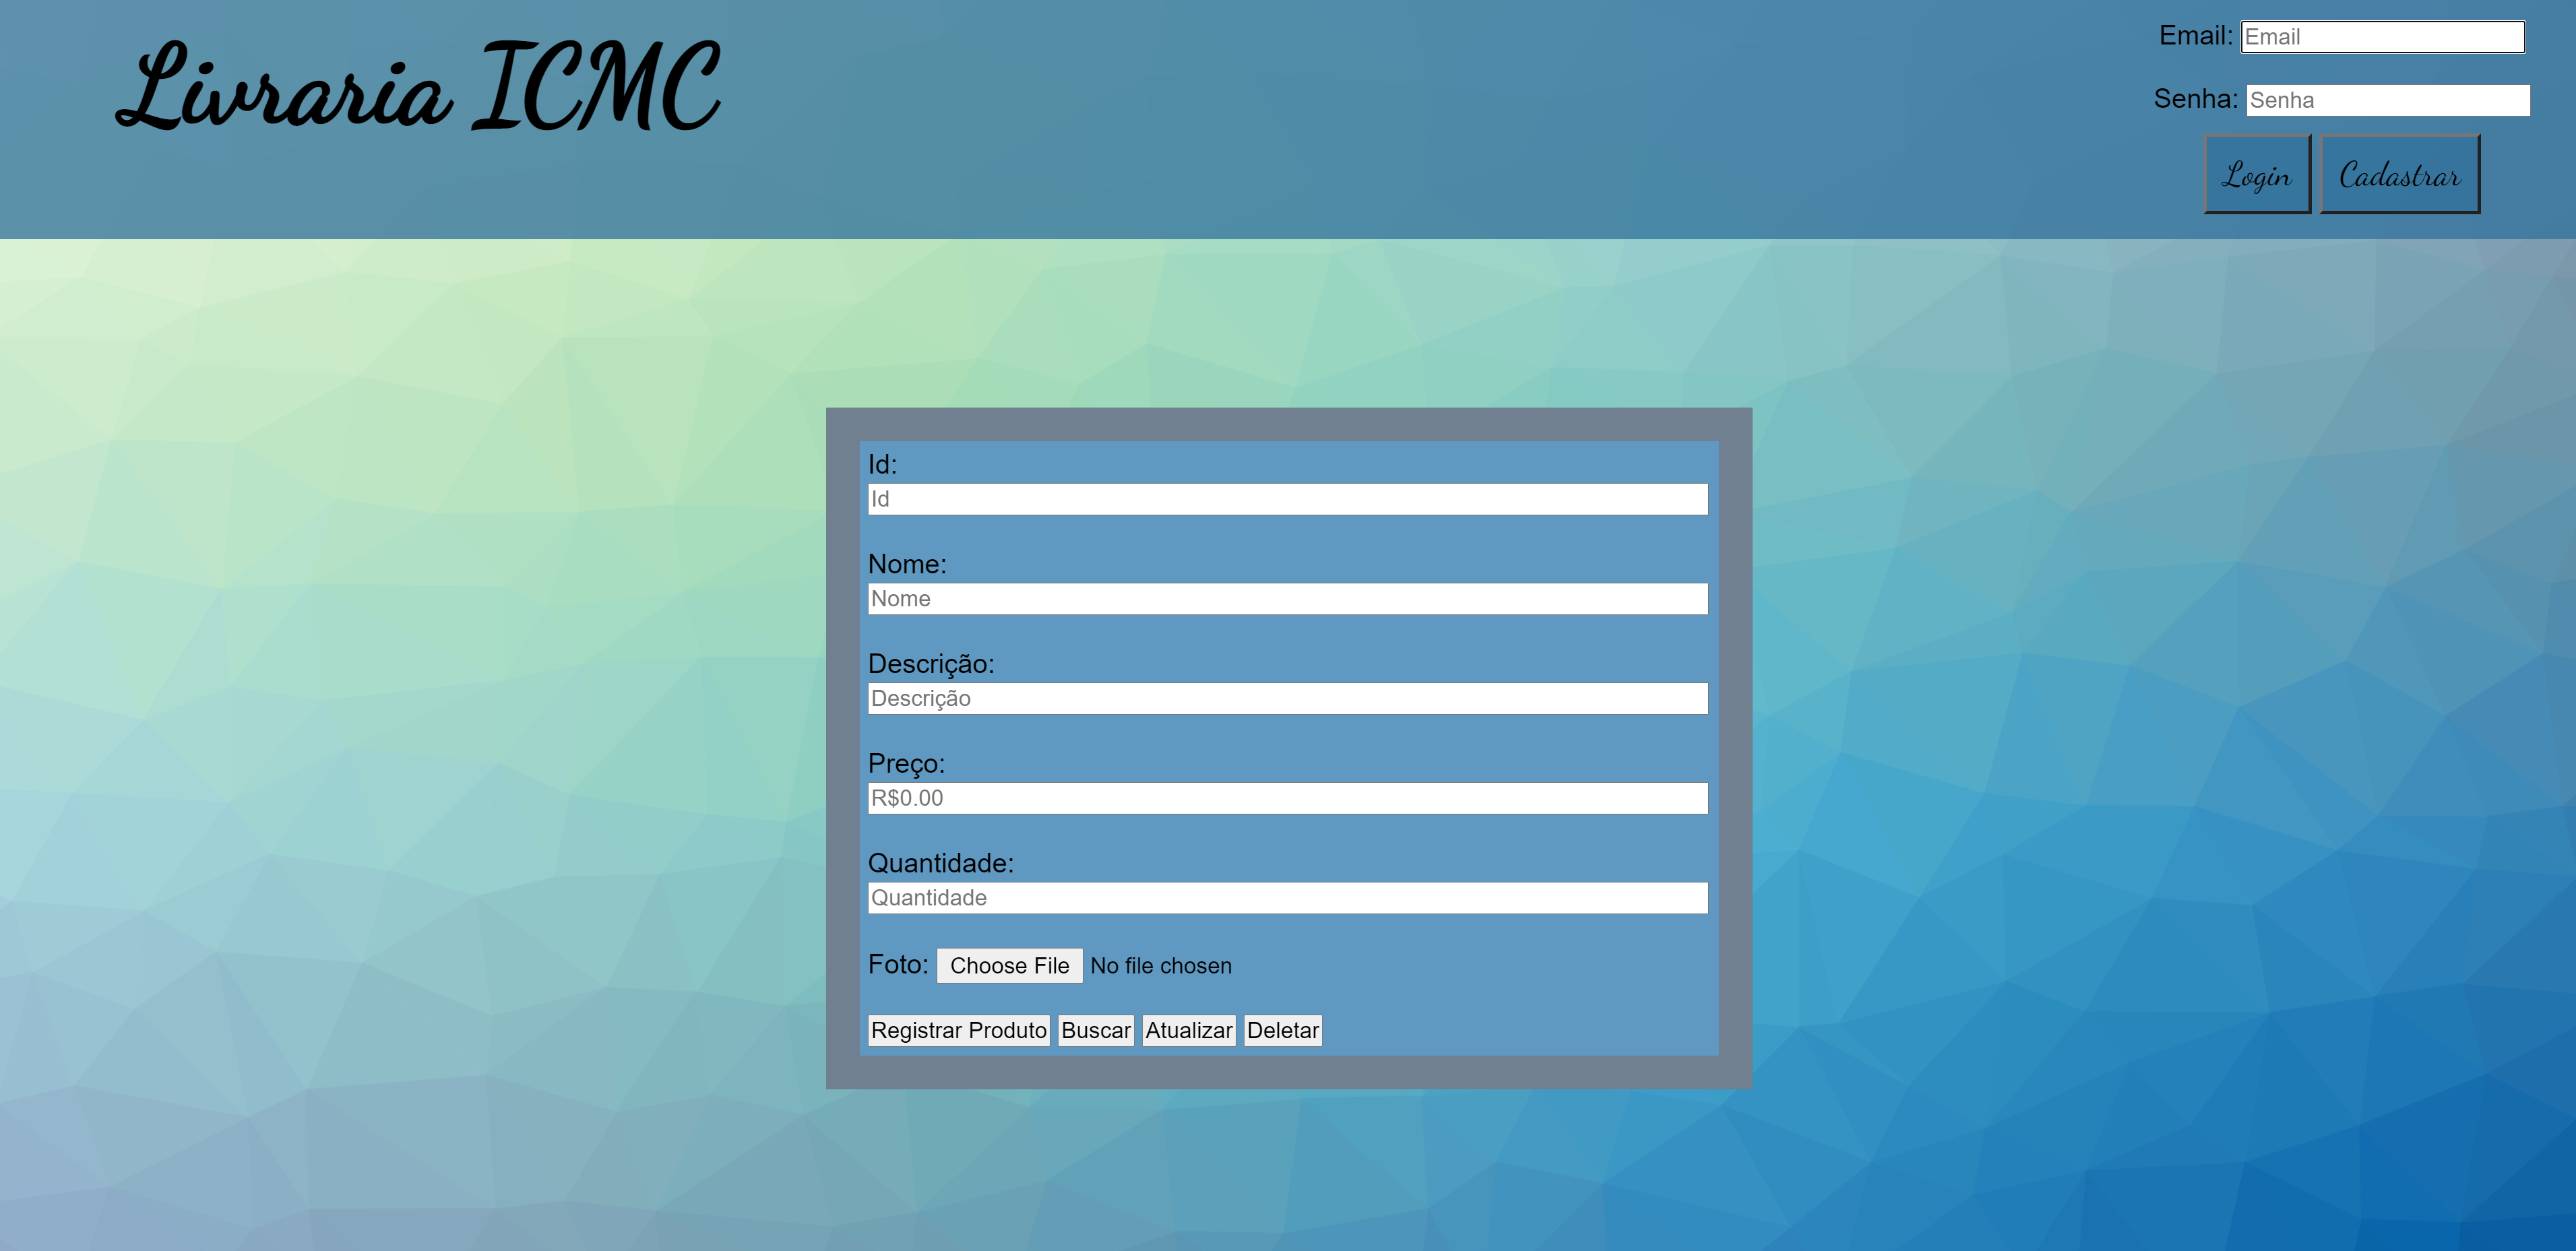 Livraria ICMC
Email: Email
Senha: Senha
Login Cadastrar
Id:
Id
Nome:
Nome
Descrição:
Descrição
Preço:
R$0.00
Quantidade:
Quantidade
Foto: Choose File No file chosen
Registrar Produto Buscar Atualizar Deletar